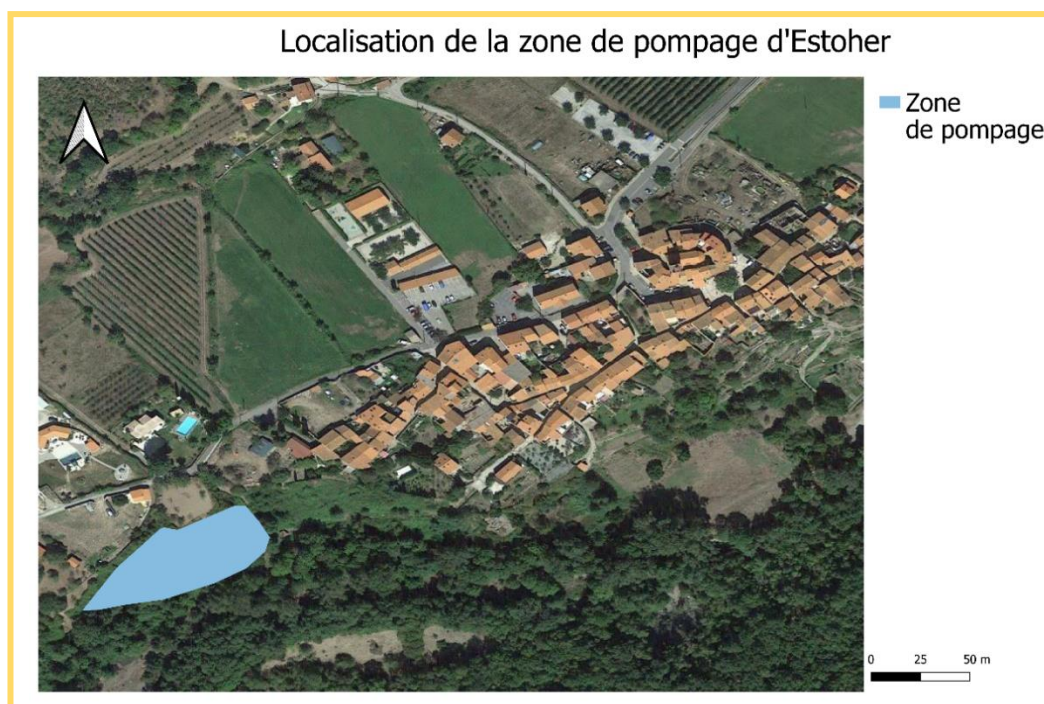 Localisation de la zone de pompage d'Estoher
Zone
de pompage
0 25 50 m